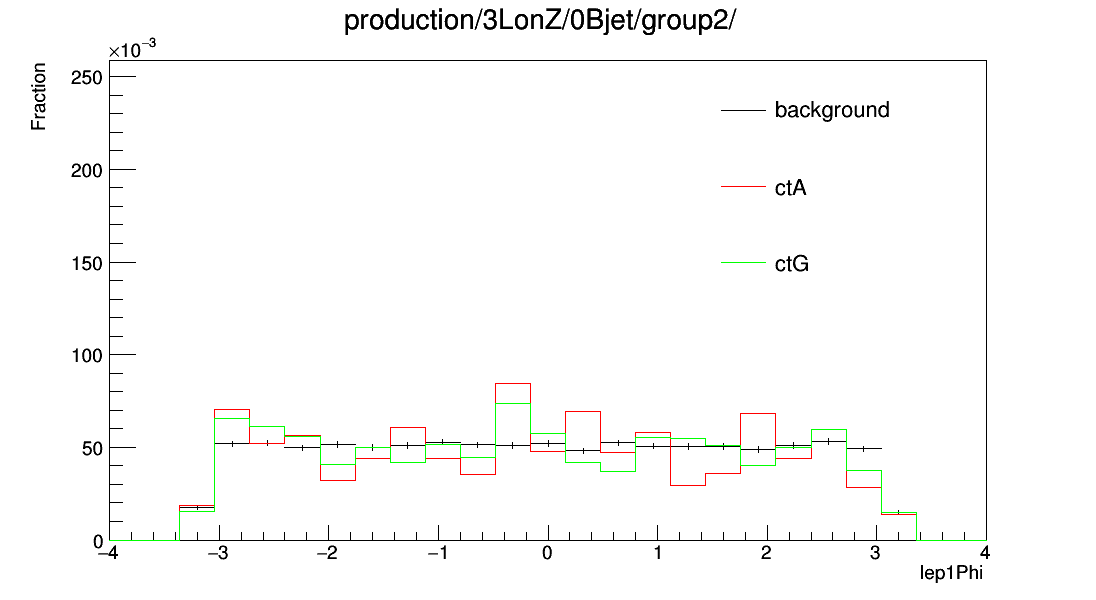 production/3LonZ/0Bjet/group2/
×10⁻³
Fraction
250
200
150
100
50
0
background
ctA
ctG
−4 −3 −2 −1 0 1 2 3 4
lep1Phi